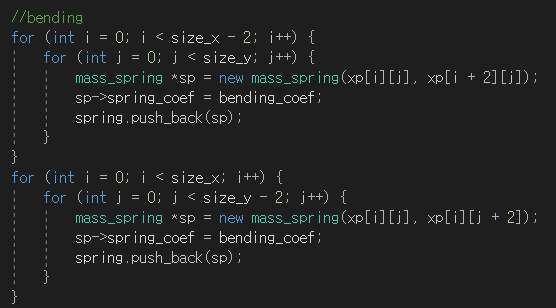 //bending
for (int i = 0; i < size_x - 2; i++) {
    for (int j = 0; j < size_y; j++) {
        mass_spring *sp = new mass_spring(xp[i][j], xp[i + 2][j]);
        sp->spring_coef = bending_coef;
        spring.push_back(sp);
    }
}
for (int i = 0; i < size_x; i++) {
    for (int j = 0; j < size_y - 2; j++) {
        mass_spring *sp = new mass_spring(xp[i][j], xp[i][j + 2]);
        sp->spring_coef = bending_coef;
        spring.push_back(sp);
    }
}